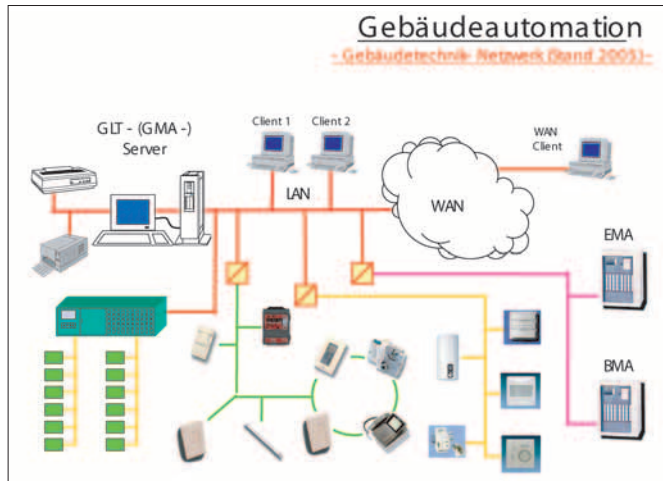 Gebäudeautomation
- Gebäudetechnik- Netzwerk (Stand 2005)-
GLT - (GMA -)
Server
Client 1
Client 2
WAN
Client
LAN
WAN
EMA
BMA